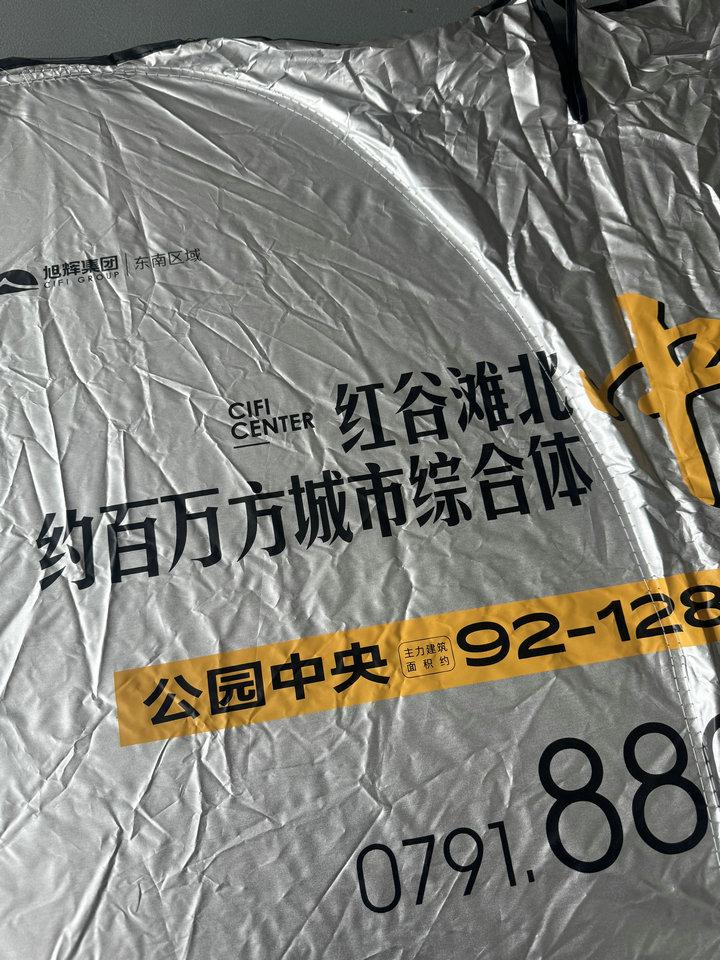 旭辉集团 东南区域
CIFI GROUP
CIFI CENTER 红谷滩北
约百万方城市综合体
中
公园中央 主力建筑面积约 92-128
0791.88